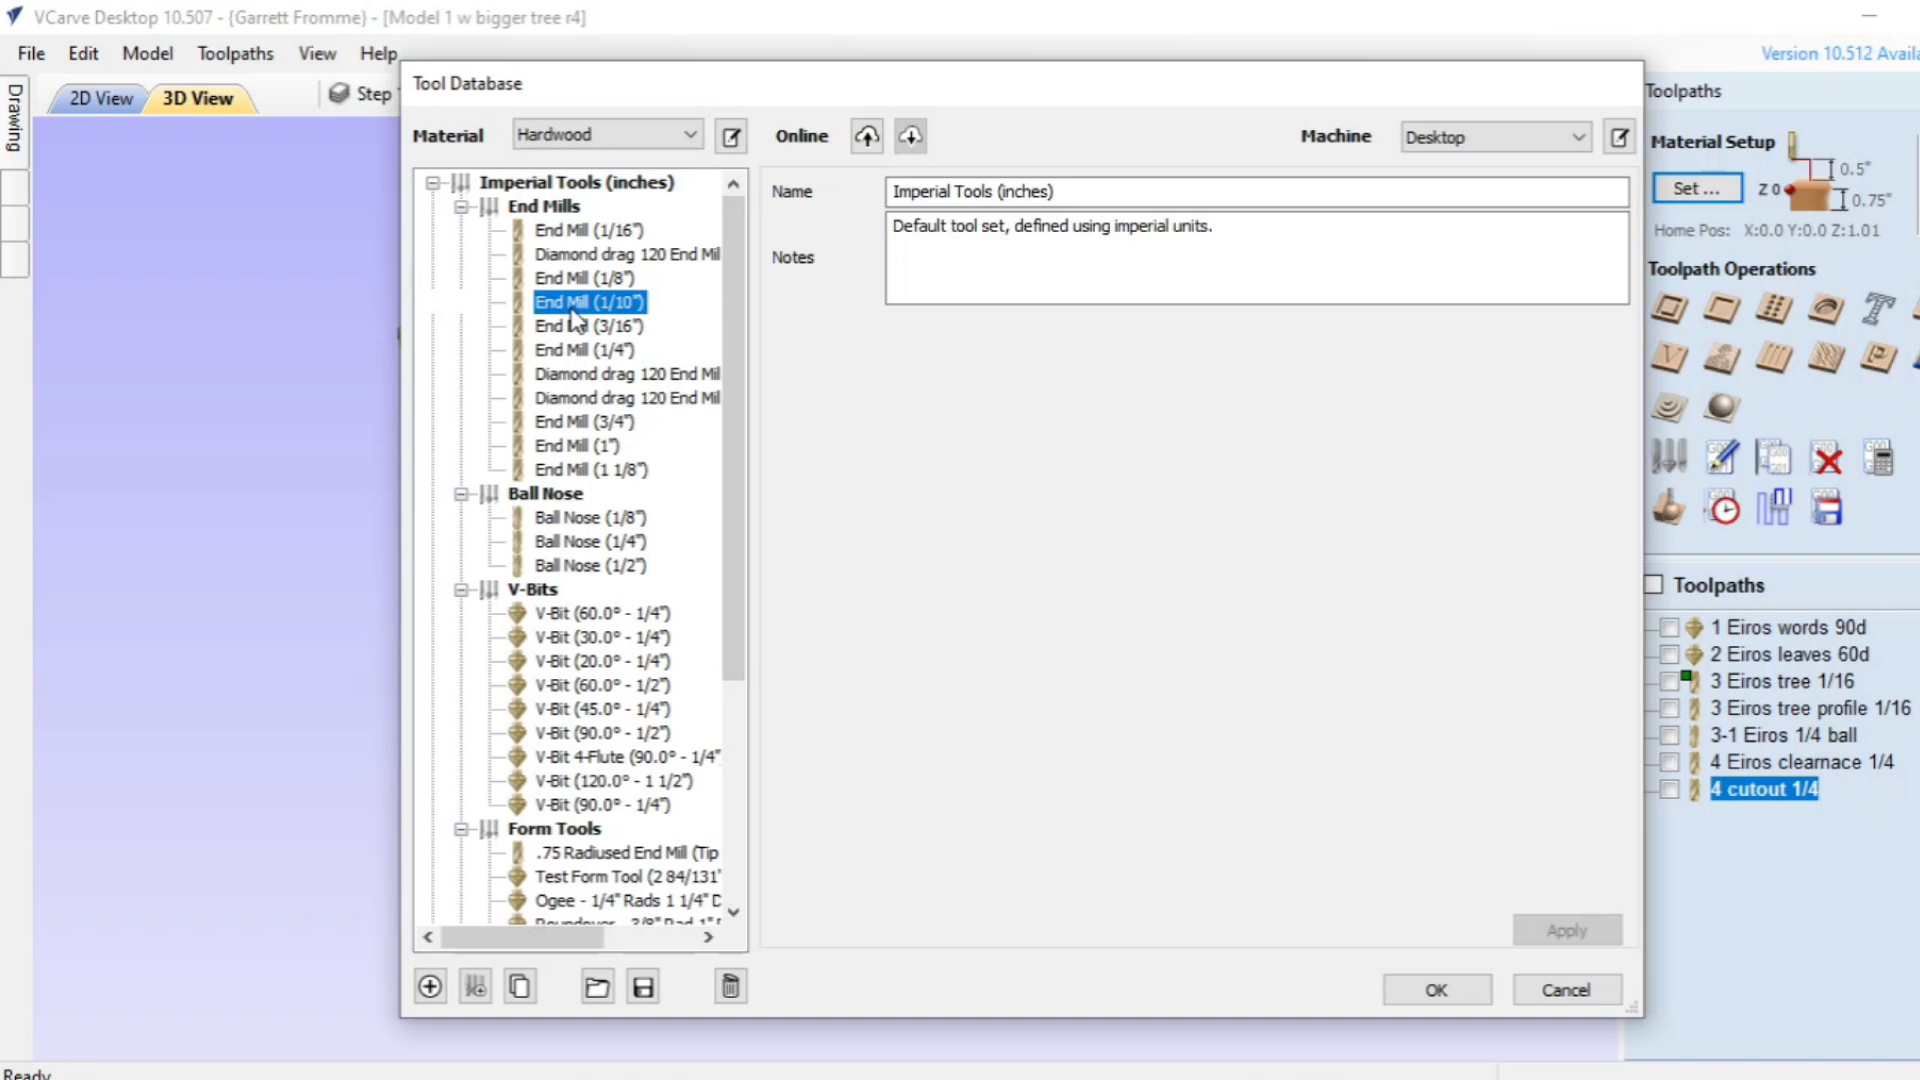 VCarve Desktop 10.507 - {Garrett Fromme} - [Model 1 w bigger tree r4]
File Edit Model Toolpaths View Help
Version 10.512 Availa
Drawing
2D View 3D View Step
Tool Database
Material Hardwood Online Machine Desktop
Imperial Tools (inches)
End Mills
End Mill (1/16")
Diamond drag 120 End Mil
End Mill (1/8")
End Mill (1/10")
End Mill (3/16")
End Mill (1/4")
Diamond drag 120 End Mil
Diamond drag 120 End Mil
End Mill (3/4")
End Mill (1")
End Mill (1 1/8")
Ball Nose
Ball Nose (1/8")
Ball Nose (1/4")
Ball Nose (1/2")
V-Bits
V-Bit (60.0° - 1/4")
V-Bit (30.0° - 1/4")
V-Bit (20.0° - 1/4")
V-Bit (60.0° - 1/2")
V-Bit (45.0° - 1/4")
V-Bit (90.0° - 1/2")
V-Bit 4-Flute (90.0° - 1/4"
V-Bit (120.0° - 1 1/2")
V-Bit (90.0° - 1/4")
Form Tools
.75 Radiused End Mill (Tip
Test Form Tool (2 84/131"
Ogee - 1/4" Rads 1 1/4" D
Roundover - 3/8" Rad 1"
Name Imperial Tools (inches)
Notes Default tool set, defined using imperial units.
Apply
OK Cancel
Toolpaths
Material Setup
Set ... Z 0 0.5"
0.75"
Home Pos: X:0.0 Y:0.0 Z:1.01
Toolpath Operations
Toolpaths
1 Eiros words 90d
2 Eiros leaves 60d
3 Eiros tree 1/16
3 Eiros tree profile 1/16
3-1 Eiros 1/4 ball
4 Eiros clearnace 1/4
4 cutout 1/4
Ready